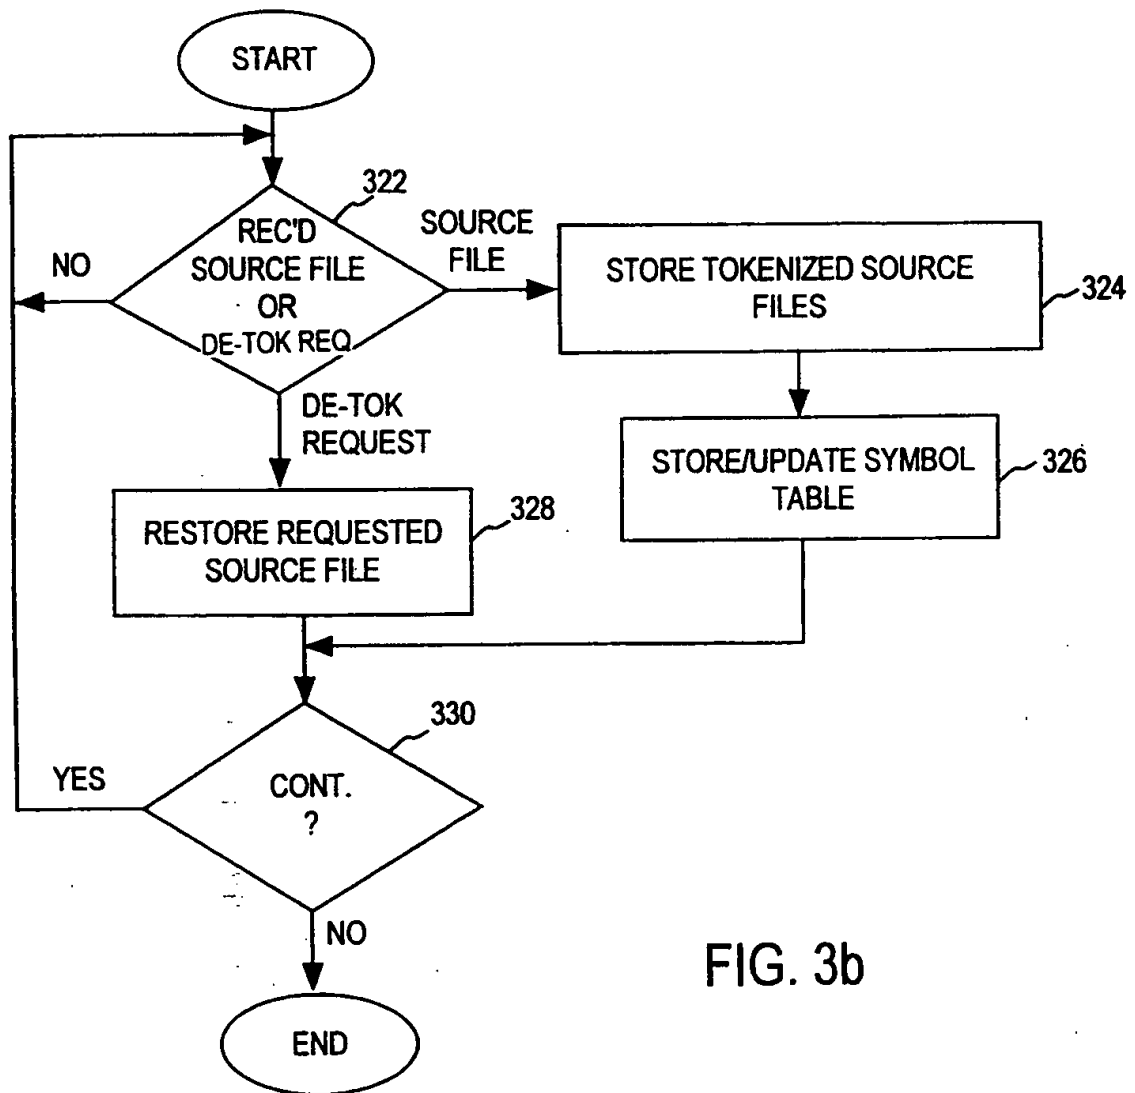 START
322
REC'D
SOURCE FILE
OR
DE-TOK REQ.
NO
SOURCE
FILE
STORE TOKENIZED SOURCE
FILES
324
DE-TOK
REQUEST
STORE/UPDATE SYMBOL
TABLE
326
RESTORE REQUESTED
SOURCE FILE
328
330
CONT.
?
YES
NO
END
FIG. 3b